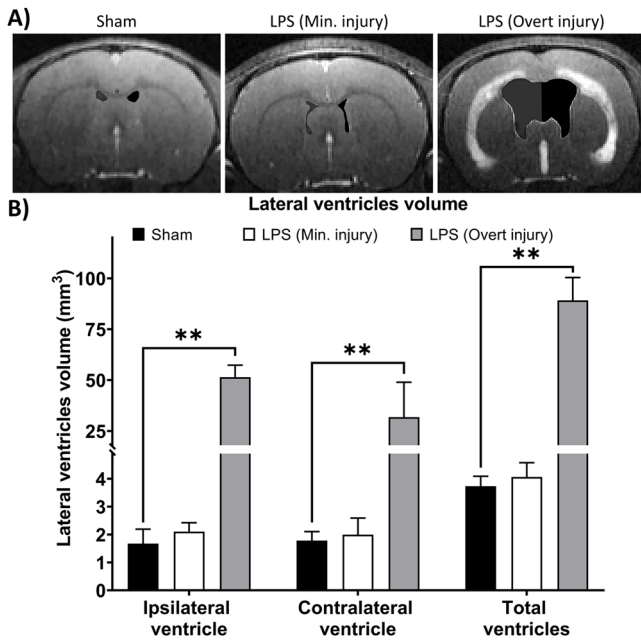 A)
Sham
LPS (Min. injury)
LPS (Overt injury)
B)
Lateral ventricles volume
Sham
LPS (Min. injury)
LPS (Overt injury)
Lateral ventricles volume (mm³)
100
75
50
25
4
3
2
1
0
**
**
**
Ipsilateral
ventricle
Contralateral
ventricle
Total
ventricles